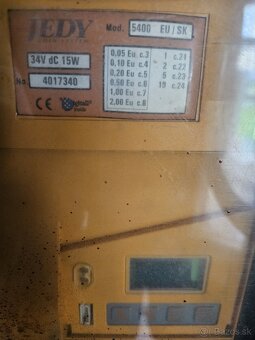 JEDY
Mod. 5400 EU/SK
34V dC 15W
No. 4017340
0,05 Eu c.3
0,10 Eu c.4
0,20 Eu c.5
0,50 Eu c.6
1,00 Eu c.7
2,00 Eu c.8
1 c.21
2 c.22
5 c.23
10 c.24
CE
bazos.sk